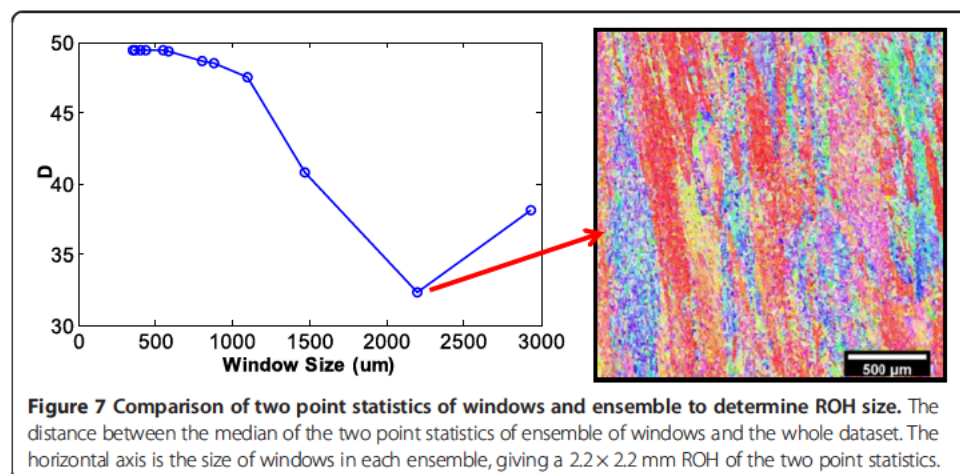 50
45
40
35
30
D
0 500 1000 1500 2000 2500 3000
Window Size (um)
500 µm
Figure 7 Comparison of two point statistics of windows and ensemble to determine ROH size. The
distance between the median of the two point statistics of ensemble of windows and the whole dataset. The
horizontal axis is the size of windows in each ensemble, giving a 2.2 × 2.2 mm ROH of the two point statistics.